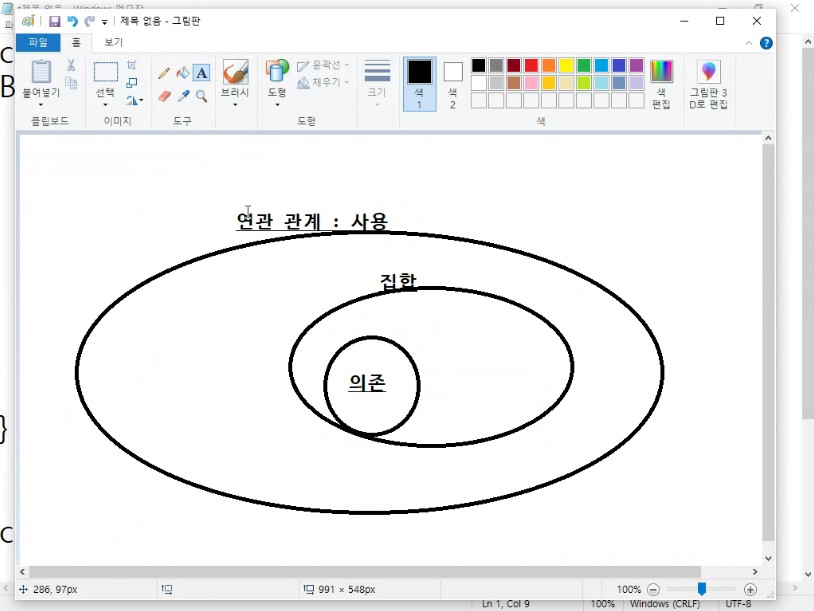 제목 없음 - 그림판
파일 홈 보기
붙여넣기
선택
브러시
도형
윤곽선
채우기
크기
색
1
색
2
색
편집
그림판 3
D로 편집
클립보드 이미지 도구 도형 색
C
B
}
C
연관 관계 : 사용
집합
의존
286, 97px 991 × 548px 100%
Ln 1, Col 9 100% Windows (CRLF) UTF-8